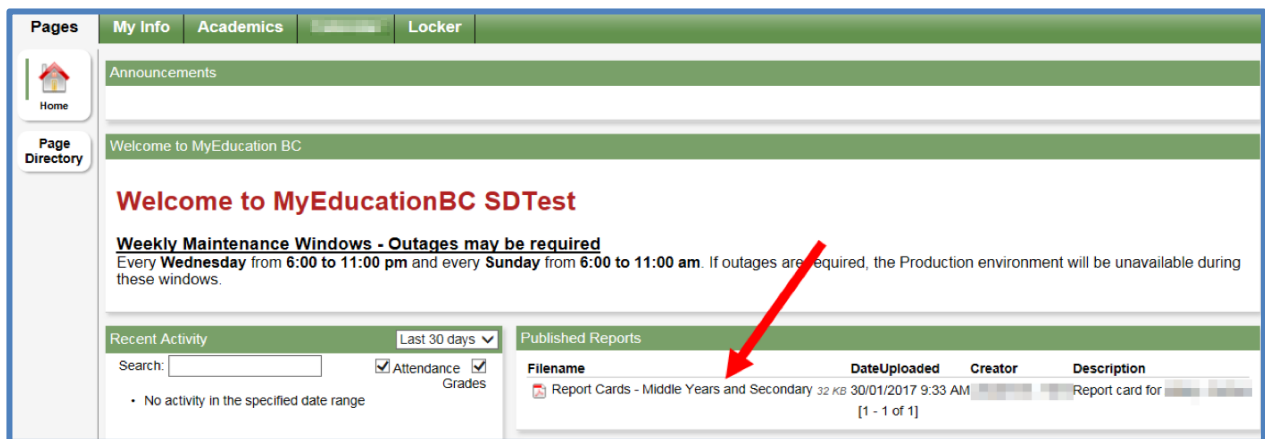 Pages My Info Academics Locker
Home
Page
Directory
Announcements
Welcome to MyEducation BC
Welcome to MyEducationBC SDTest
Weekly Maintenance Windows - Outages may be required
Every Wednesday from 6:00 to 11:00 pm and every Sunday from 6:00 to 11:00 am. If outages are required, the Production environment will be unavailable during
these windows.
Recent Activity Last 30 days
Search: Attendance
Grades
No activity in the specified date range
Published Reports
Filename DateUploaded Creator Description
Report Cards - Middle Years and Secondary 32 KB 30/01/2017 9:33 AM Report card for
[1 - 1 of 1]